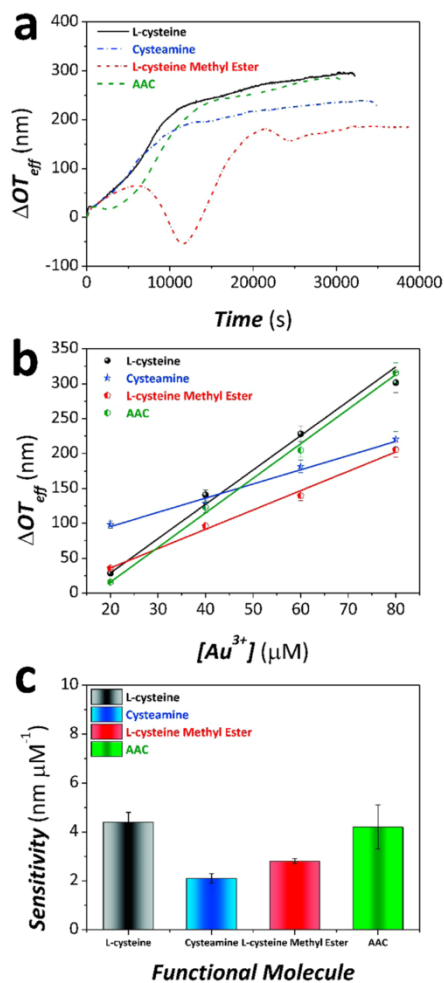 a
400
300
200
100
0
-100
ΔOT_eff (nm)
L-cysteine
Cysteamine
L-cysteine Methyl Ester
AAC
0 10000 20000 30000 40000
Time (s)
b
350
300
250
200
150
100
50
0
ΔOT_eff (nm)
L-cysteine
Cysteamine
L-cysteine Methyl Ester
AAC
20 30 40 50 60 70 80
[Au³⁺] (μM)
c
10
8
6
4
2
0
Sensitivity (nm μM⁻¹)
L-cysteine
Cysteamine
L-cysteine Methyl Ester
AAC
L-cysteine Cysteamine L-cysteine Methyl Ester AAC
Functional Molecule